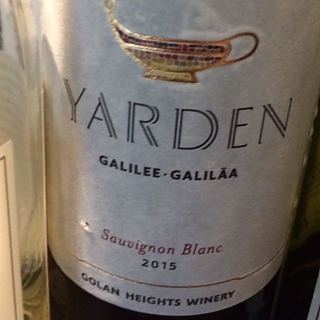 YARDEN
GALILEE · GALILÄA
Sauvignon Blanc
2015
GOLAN HEIGHTS WINERY